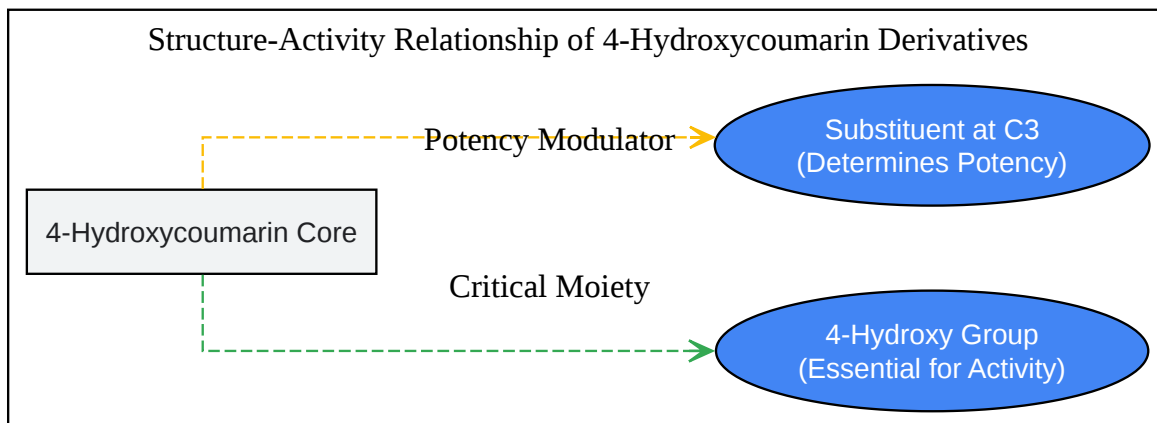 Structure-Activity Relationship of 4-Hydroxycoumarin Derivatives
Potency Modulator
Substituent at C3
(Determines Potency)
4-Hydroxycoumarin Core
Critical Moiety
4-Hydroxy Group
(Essential for Activity)